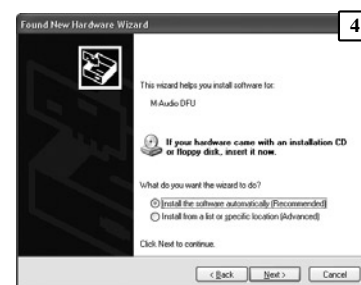 Found New Hardware Wizard
4
This wizard helps you install software for:
M-Audio DFU
If your hardware came with an installation CD
or floppy disk, insert it now.
What do you want the wizard to do?
Install the software automatically (Recommended)
Install from a list or specific location (Advanced)
Click Next to continue.
< Back
Next >
Cancel